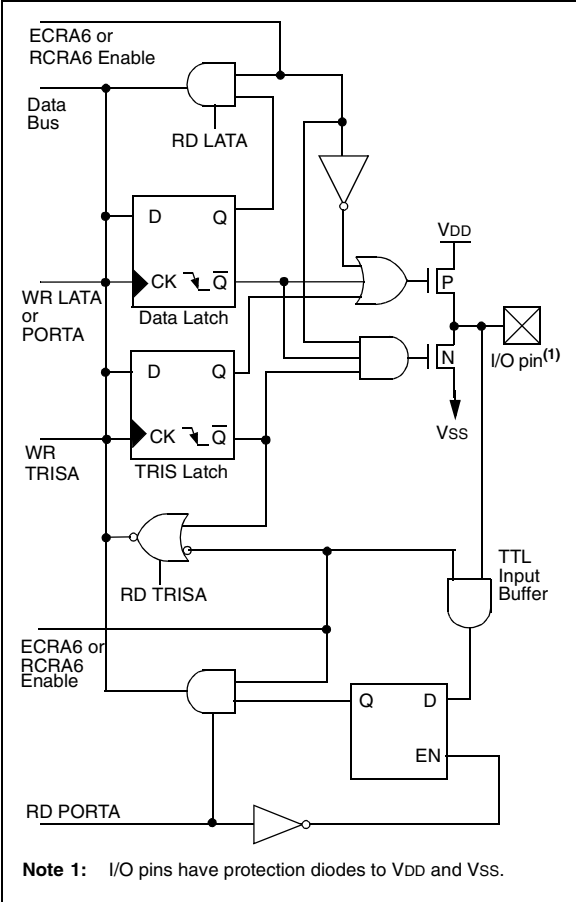 ECRA6 or
RCRA6 Enable
Data
Bus
RD LATA
VDD
D Q
P
CK Q
WR LATA
or
PORTA
Data Latch
I/O pin(1)
N
D Q
VSS
CK Q
WR
TRISA
TRIS Latch
RD TRISA
TTL
Input
Buffer
ECRA6 or
RCRA6
Enable
Q D
EN
RD PORTA
Note 1: I/O pins have protection diodes to VDD and VSS.